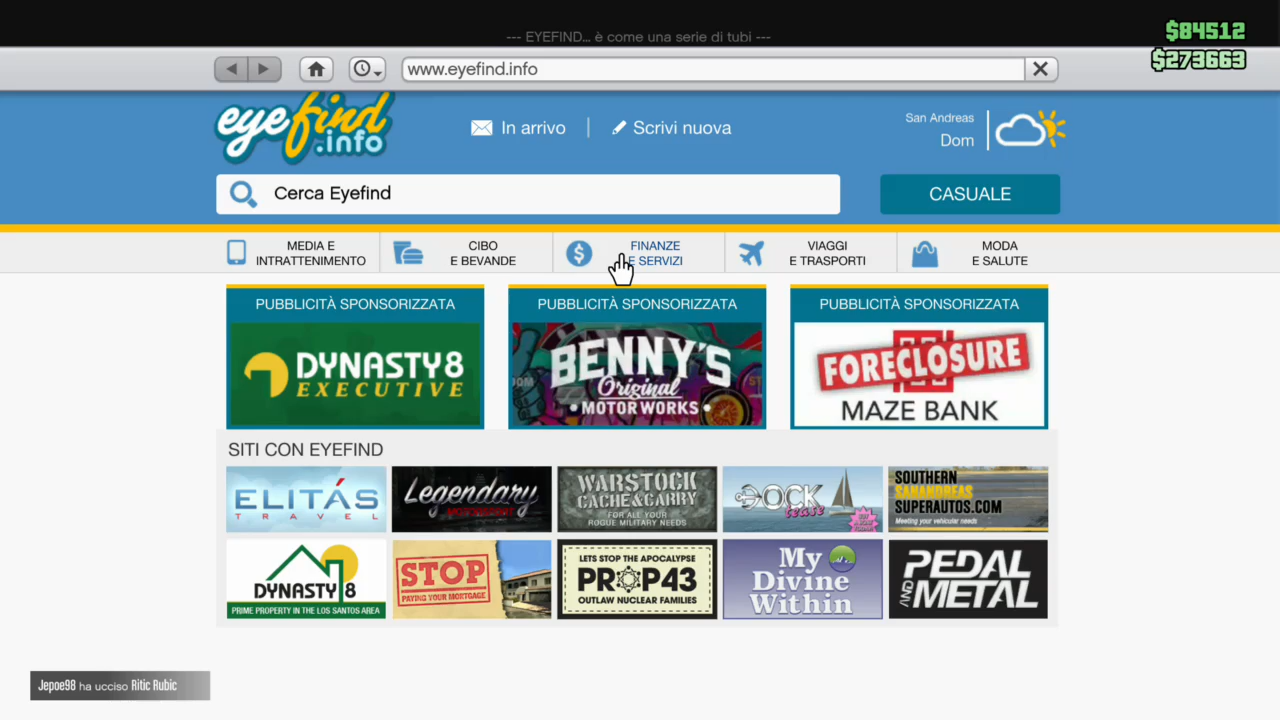 --- EYEFIND... è come una serie di tubi ---
$84512
$273663
www.eyefind.info
eyefind
.info
In arrivo
Scrivi nuova
San Andreas
Dom
Cerca Eyefind
CASUALE
MEDIA E
INTRATTENIMENTO
CIBO
E BEVANDE
FINANZE
E SERVIZI
VIAGGI
E TRASPORTI
MODA
E SALUTE
PUBBLICITÀ SPONSORIZZATA
DYNASTY8
EXECUTIVE
PUBBLICITÀ SPONSORIZZATA
BENNY'S
Original
MOTORWORKS
PUBBLICITÀ SPONSORIZZATA
FORECLOSURE
MAZE BANK
SITI CON EYEFIND
ELITÁS
TRAVEL
Legendary
MOTORSPORT
WARSTOCK
CACHE&CARRY
FOR ALL YOUR
ROGUE MILITARY NEEDS
DOCK
tease
SOUTHERN
SANANDREAS
SUPERAUTOS.COM
Meeting your vehicular needs
DYNASTY 8
PRIME PROPERTY IN THE LOS SANTOS AREA
STOP
PAYING YOUR MORTGAGE
LETS STOP THE APOCALYPSE
PROP43
OUTLAW NUCLEAR FAMILIES
My
Divine
Within
PEDAL
AND
METAL
Jepoe98 ha ucciso Ritic Rubic